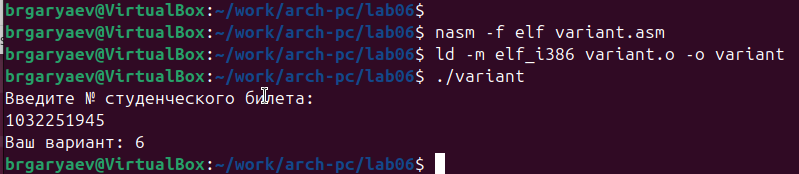 brgaryaev@VirtualBox:~/work/arch-pc/lab06$
brgaryaev@VirtualBox:~/work/arch-pc/lab06$ nasm -f elf variant.asm
brgaryaev@VirtualBox:~/work/arch-pc/lab06$ ld -m elf_i386 variant.o -o variant
brgaryaev@VirtualBox:~/work/arch-pc/lab06$ ./variant
Введите № студенческого билета:
1032251945
Ваш вариант: 6
brgaryaev@VirtualBox:~/work/arch-pc/lab06$